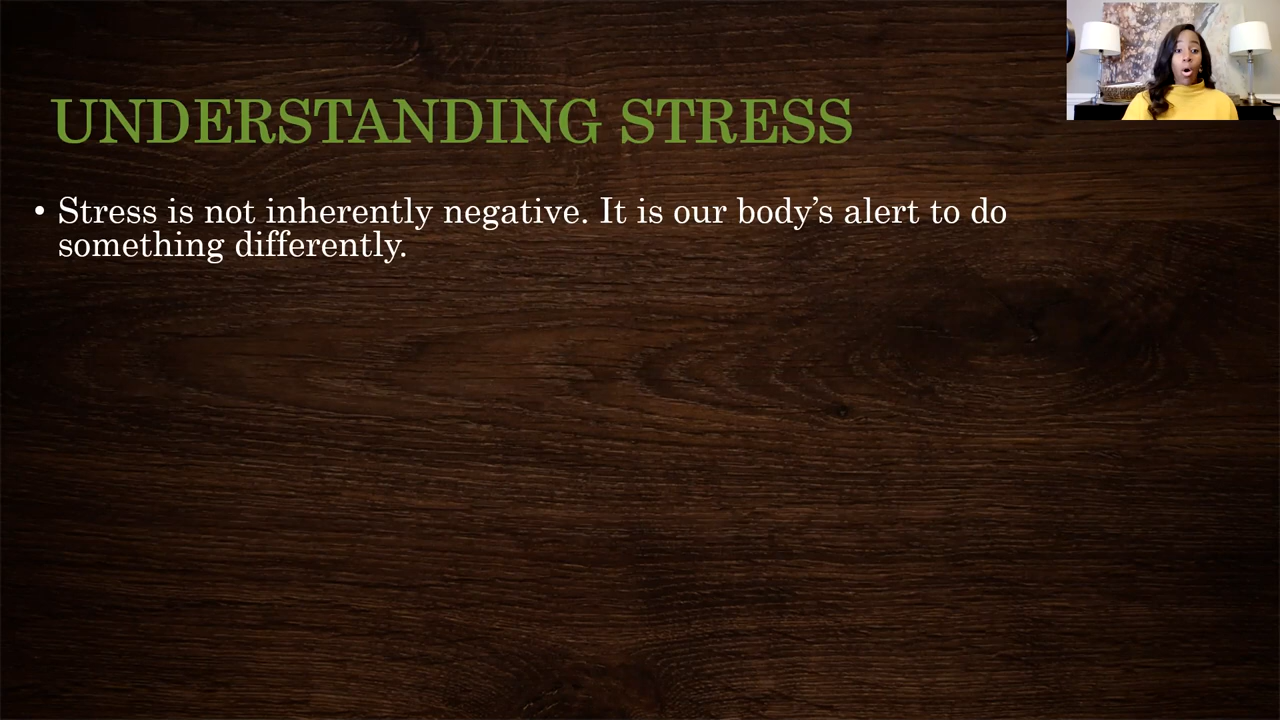 UNDERSTANDING STRESS
• Stress is not inherently negative. It is our body’s alert to do
something differently.